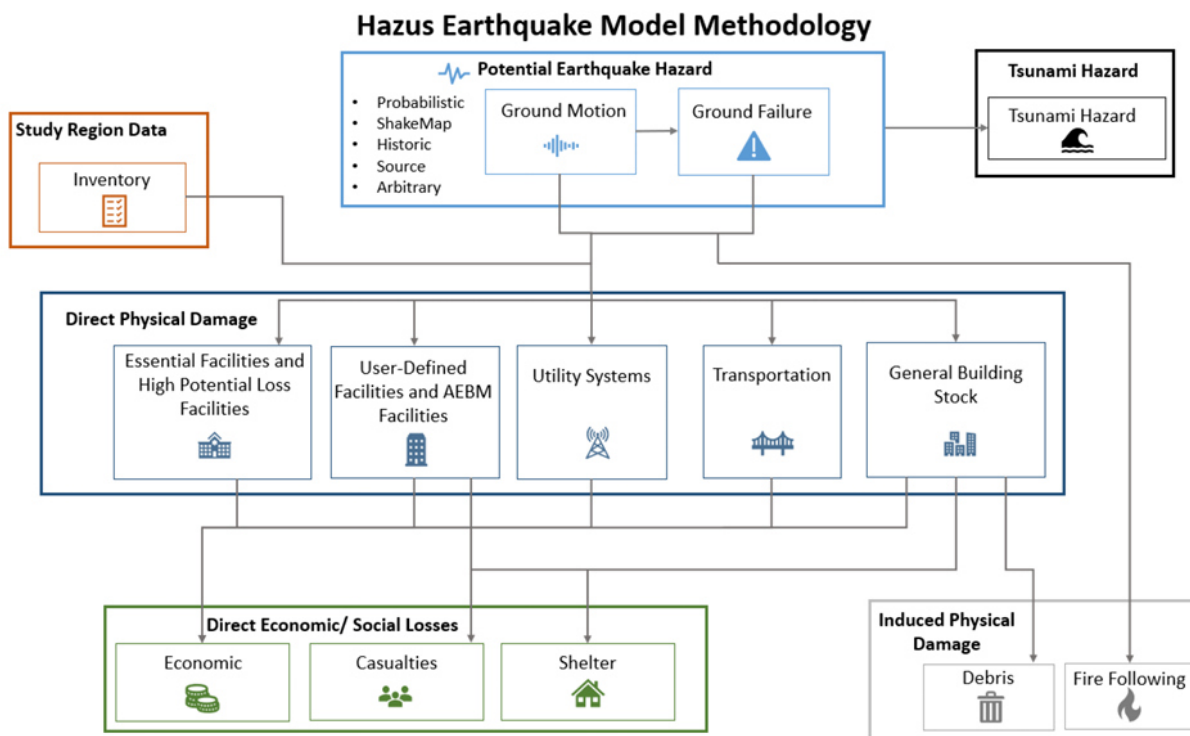 Hazus Earthquake Model Methodology
Potential Earthquake Hazard
• Probabilistic
• ShakeMap
• Historic
• Source
• Arbitrary
Ground Motion
Ground Failure
Tsunami Hazard
Tsunami Hazard
Study Region Data
Inventory
Direct Physical Damage
Essential Facilities and
High Potential Loss
Facilities
User-Defined
Facilities and AEBM
Facilities
Utility Systems
Transportation
General Building
Stock
Direct Economic/ Social Losses
Economic
Casualties
Shelter
Induced Physical
Damage
Debris
Fire Following